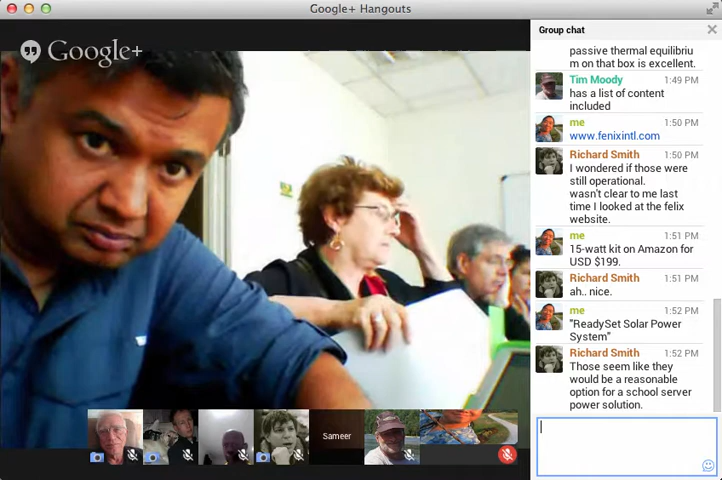 Google+ Hangouts
Google+
Sameer
Group chat
passive thermal equilibriu
m on that box is excellent.
Tim Moody 1:49 PM
has a list of content
included
me 1:50 PM
www.fenixintl.com
Richard Smith 1:50 PM
I wondered if those were
still operational.
wasn't clear to me last
time I looked at the felix
website.
me 1:51 PM
15-watt kit on Amazon for
USD $199.
Richard Smith 1:51 PM
ah.. nice.
me 1:52 PM
"ReadySet Solar Power
System"
Richard Smith 1:52 PM
Those seem like they
would be a reasonable
option for a school server
power solution.